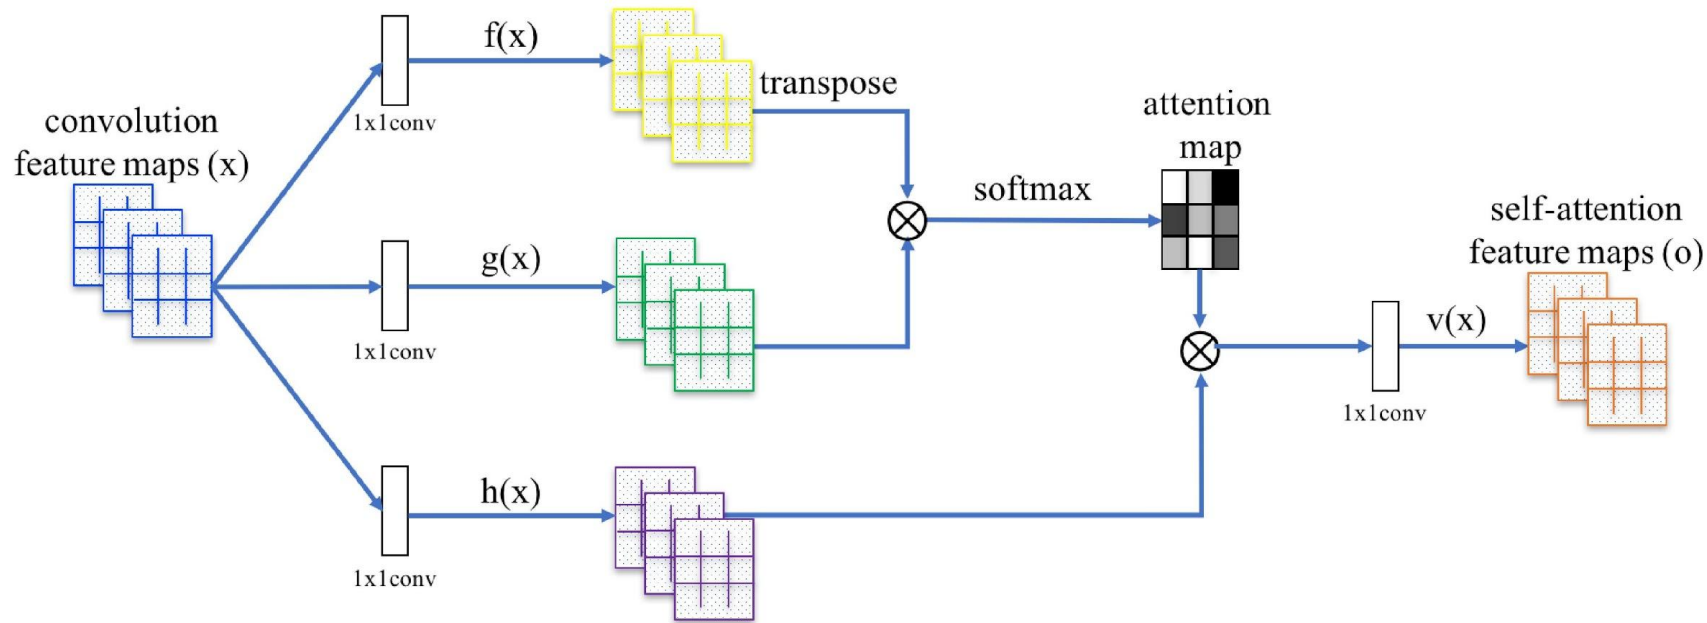 convolution
feature maps (x)
1x1conv
f(x)
transpose
1x1conv
g(x)
1x1conv
h(x)
softmax
attention
map
1x1conv
v(x)
self-attention
feature maps (o)